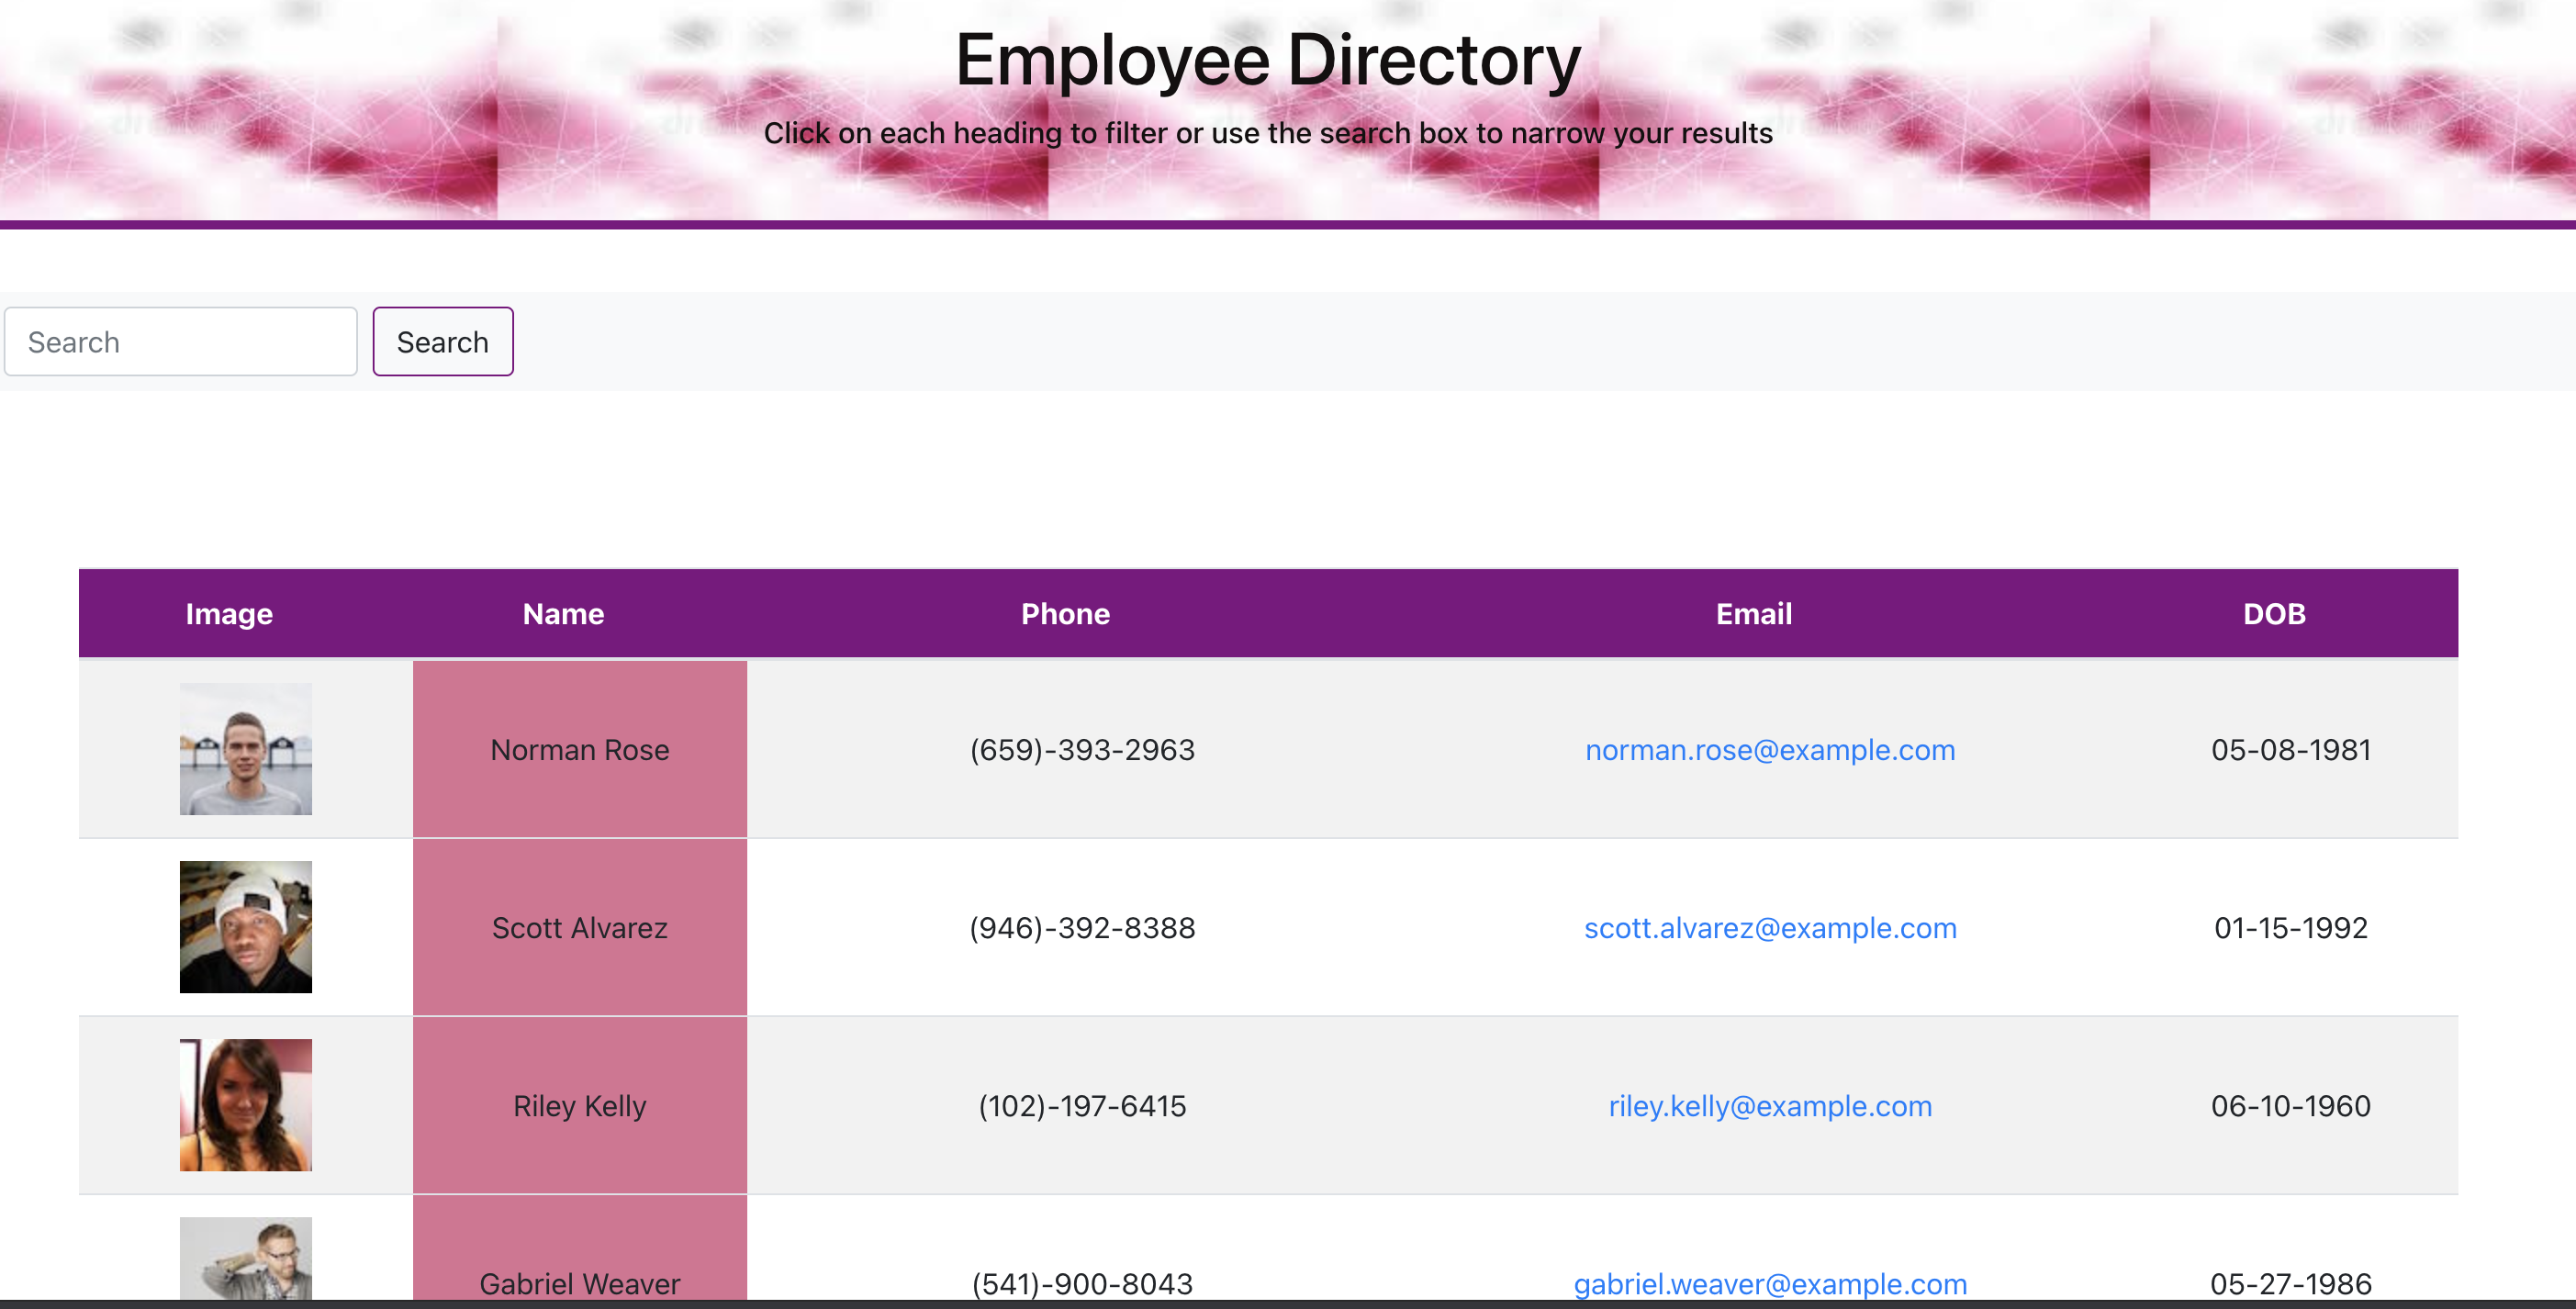 Employee Directory
Click on each heading to filter or use the search box to narrow your results
Search Search
Image Name Phone Email DOB
Norman Rose (659)-393-2963 norman.rose@example.com 05-08-1981
Scott Alvarez (946)-392-8388 scott.alvarez@example.com 01-15-1992
Riley Kelly (102)-197-6415 riley.kelly@example.com 06-10-1960
Gabriel Weaver (541)-900-8043 gabriel.weaver@example.com 05-27-1986